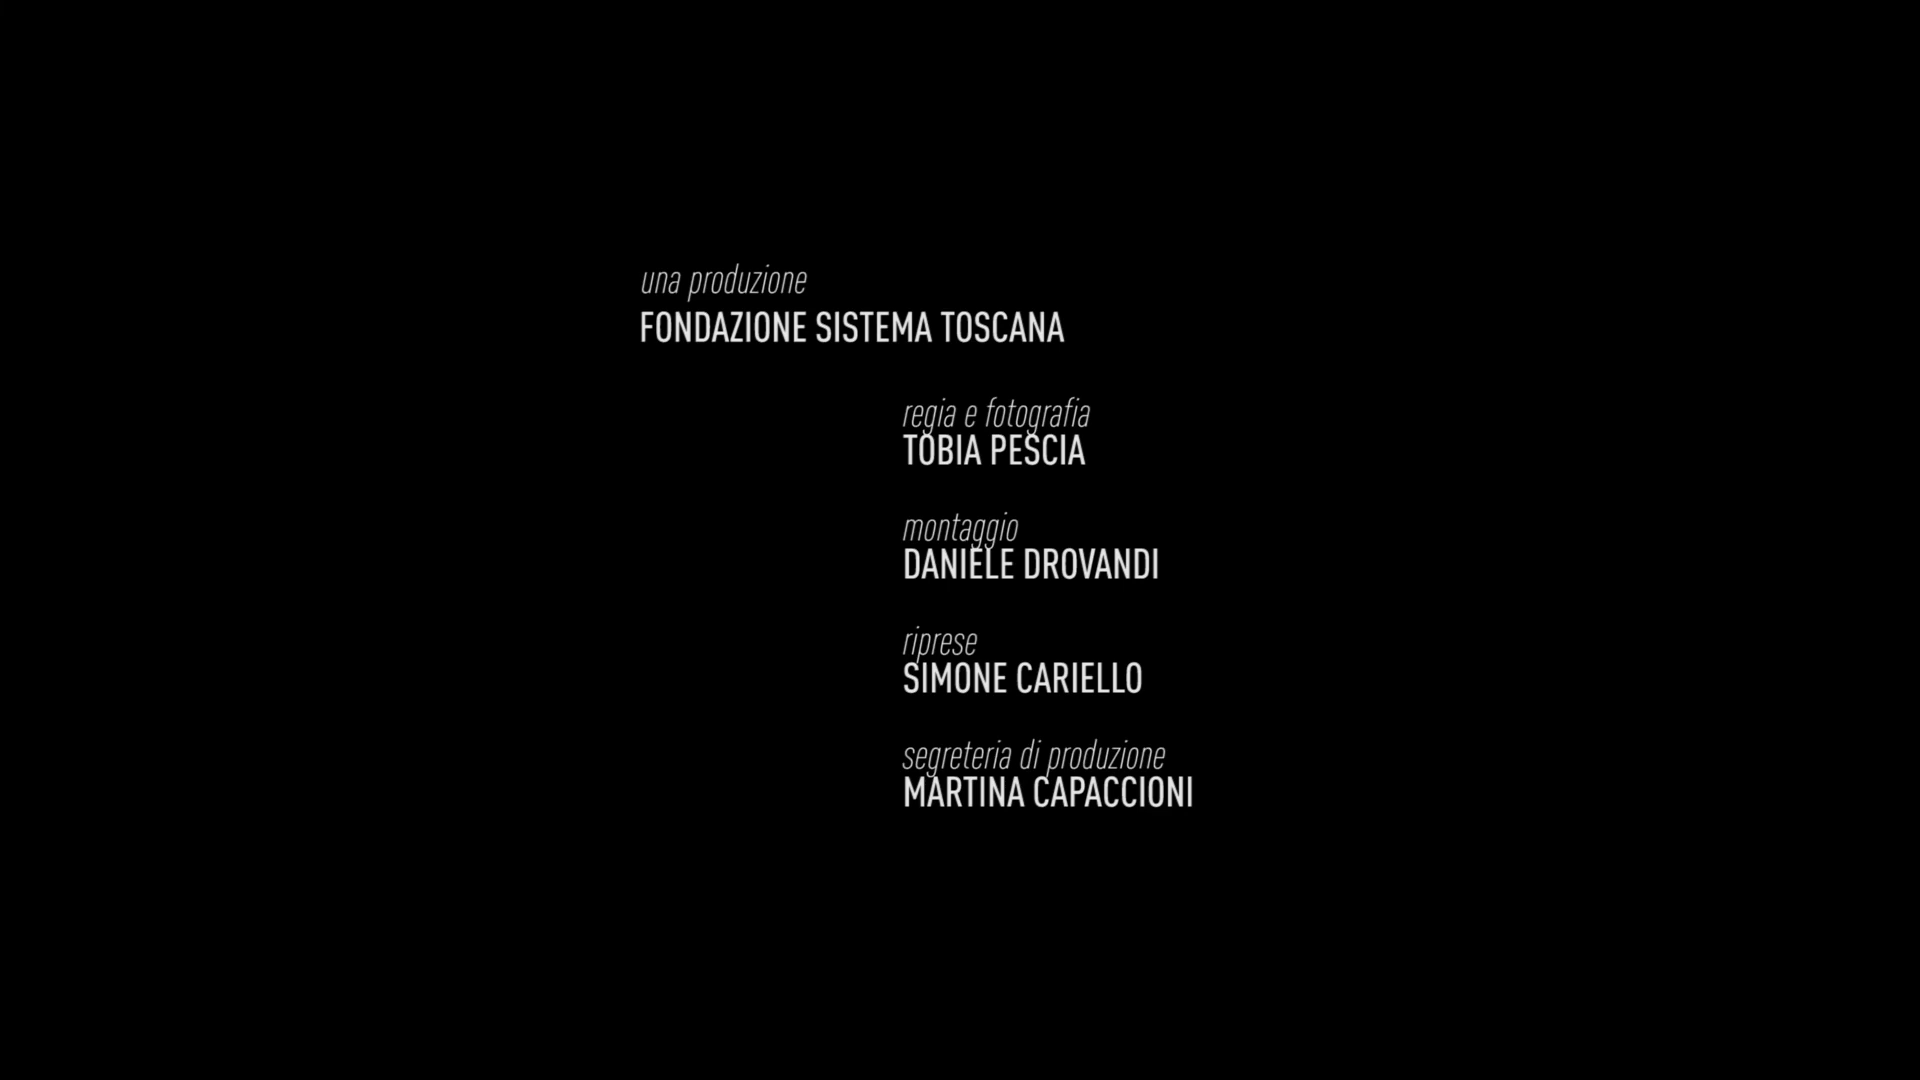 una produzione
FONDAZIONE SISTEMA TOSCANA
regia e fotografia
TOBIA PESCIA
montaggio
DANIELE DROVANDI
riprese
SIMONE CARIELLO
segreteria di produzione
MARTINA CAPACCIONI